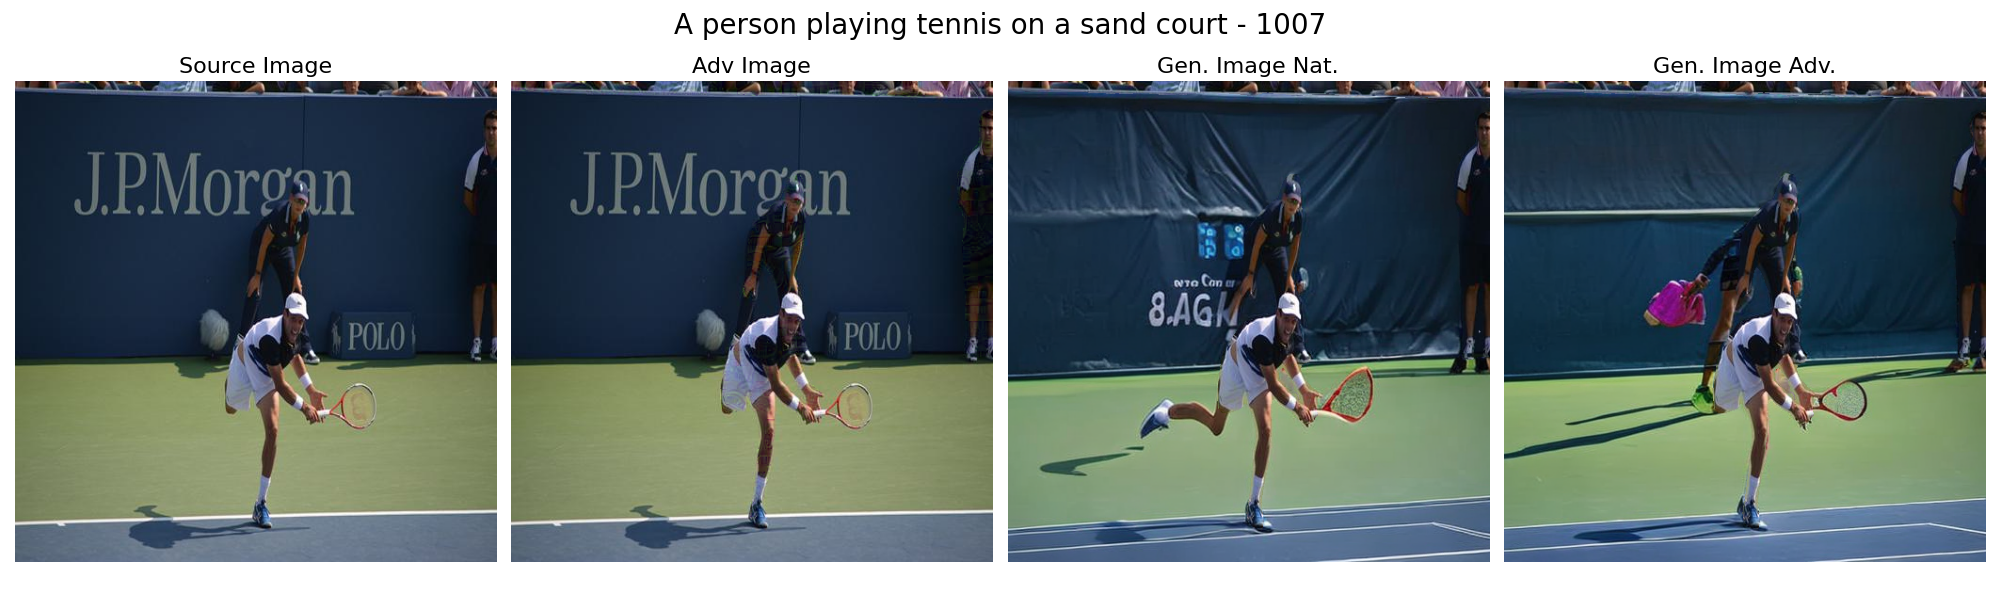 A person playing tennis on a sand court - 1007
Source Image
Adv Image
Gen. Image Nat.
Gen. Image Adv.
J.P.Morgan
POLO
J.P.Morgan
POLO
8.AGK